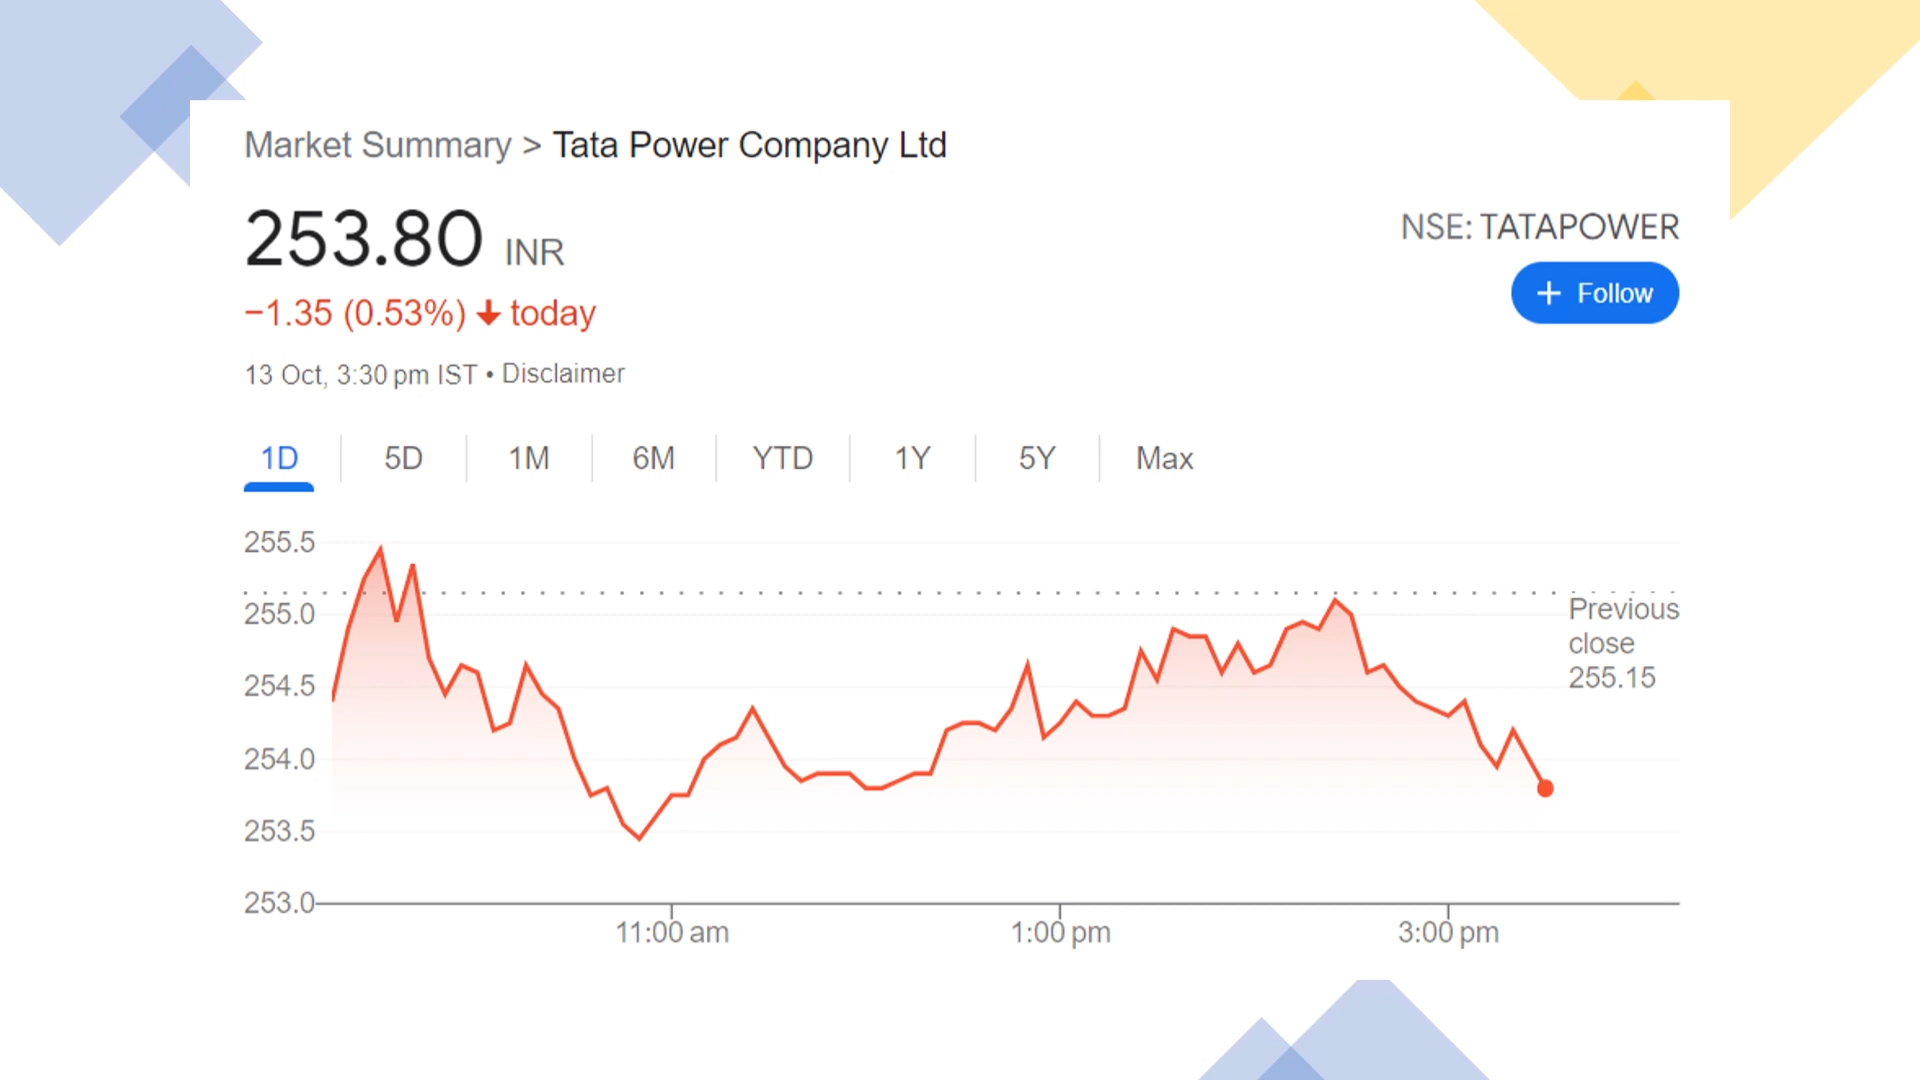 Market Summary > Tata Power Company Ltd
253.80 INR
NSE: TATAPOWER
+ Follow
−1.35 (0.53%) ↓ today
13 Oct, 3:30 pm IST • Disclaimer
1D 5D 1M 6M YTD 1Y 5Y Max
255.5
255.0
254.5
254.0
253.5
253.0
Previous
close
255.15
11:00 am 1:00 pm 3:00 pm